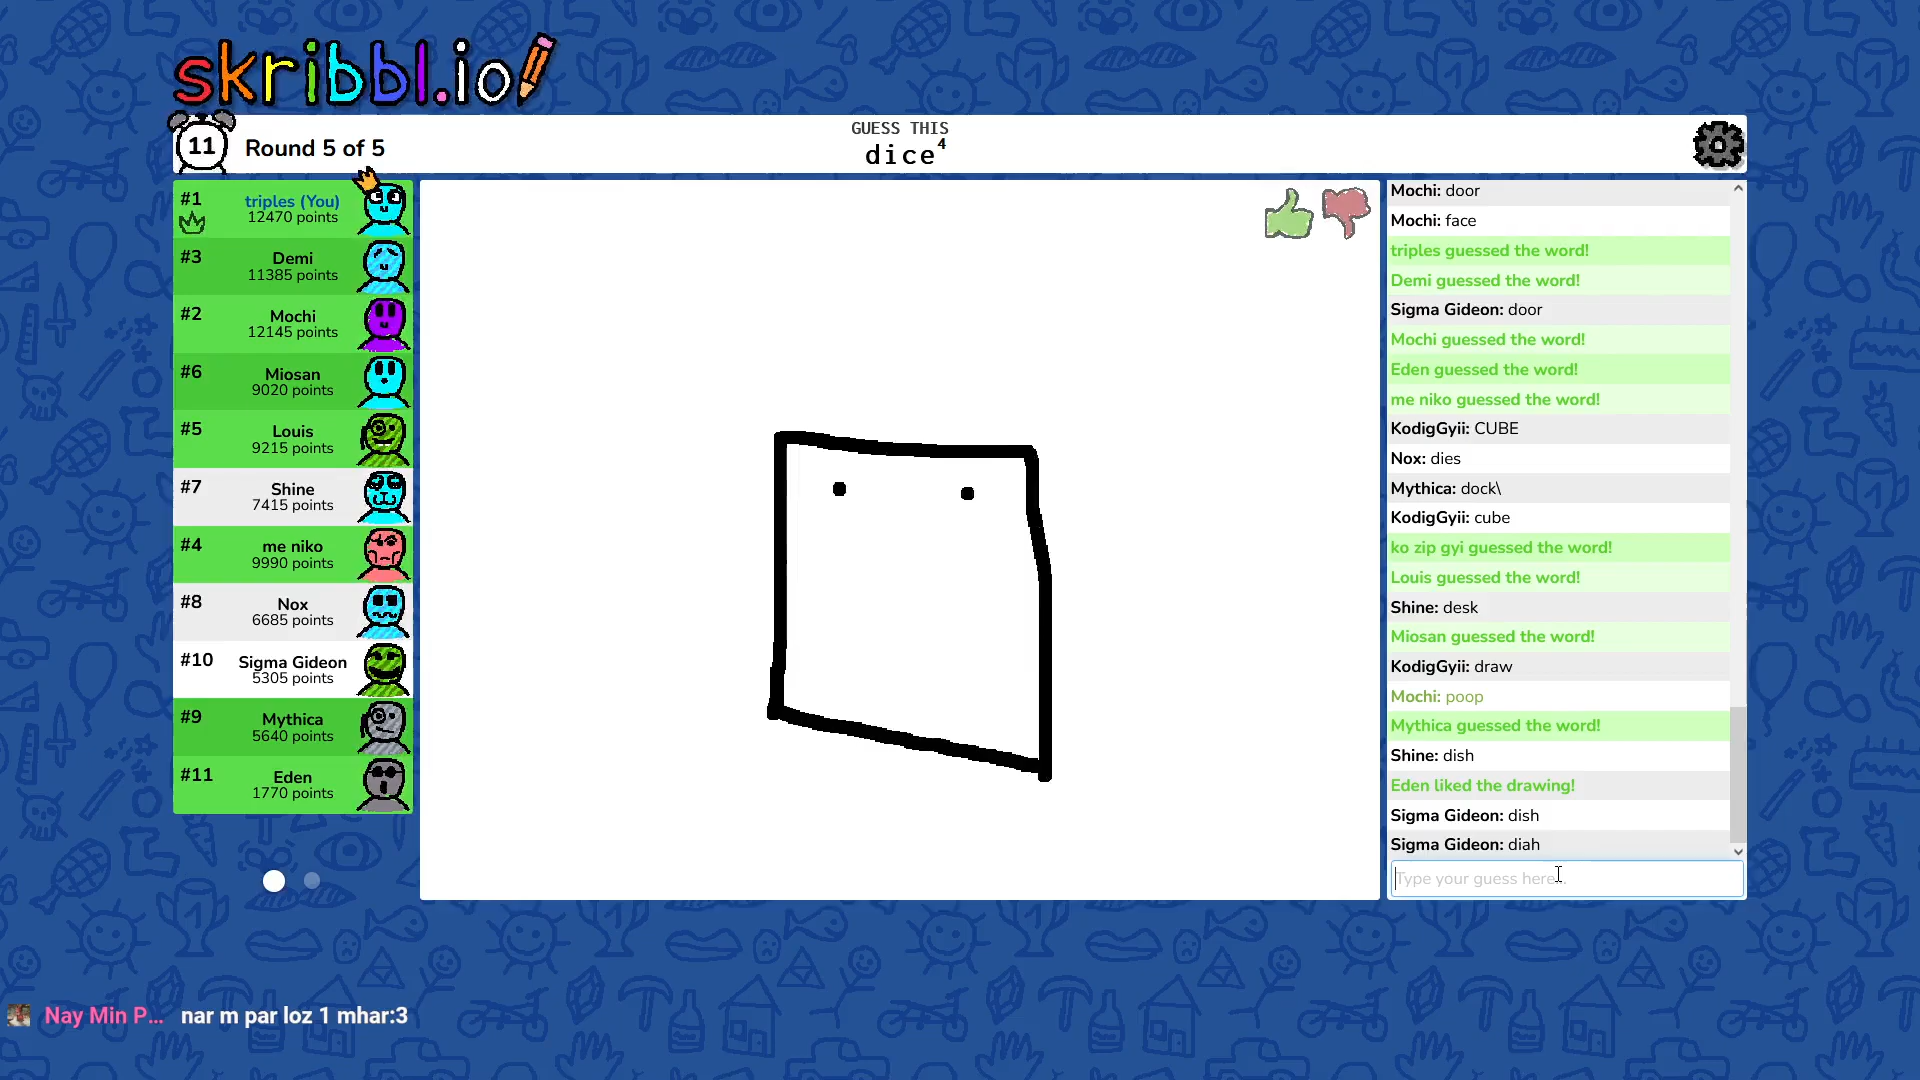 skribbl.io
11
Round 5 of 5
GUESS THIS
dice4
#1
triples (You)
12470 points
#3
Demi
11385 points
#2
Mochi
12145 points
#6
Miosan
9020 points
#5
Louis
9215 points
#7
Shine
7415 points
#4
me niko
9990 points
#8
Nox
6685 points
#10
Sigma Gideon
5305 points
#9
Mythica
5640 points
#11
Eden
1770 points
Mochi: door
Mochi: face
triples guessed the word!
Demi guessed the word!
Sigma Gideon: door
Mochi guessed the word!
Eden guessed the word!
me niko guessed the word!
KodigGyii: CUBE
Nox: dies
Mythica: dock\
KodigGyii: cube
ko zip gyi guessed the word!
Louis guessed the word!
Shine: desk
Miosan guessed the word!
KodigGyii: draw
Mochi: poop
Mythica guessed the word!
Shine: dish
Eden liked the drawing!
Sigma Gideon: dish
Sigma Gideon: diah
Type your guess here...
Nay Min P... nar m par loz 1 mhar:3